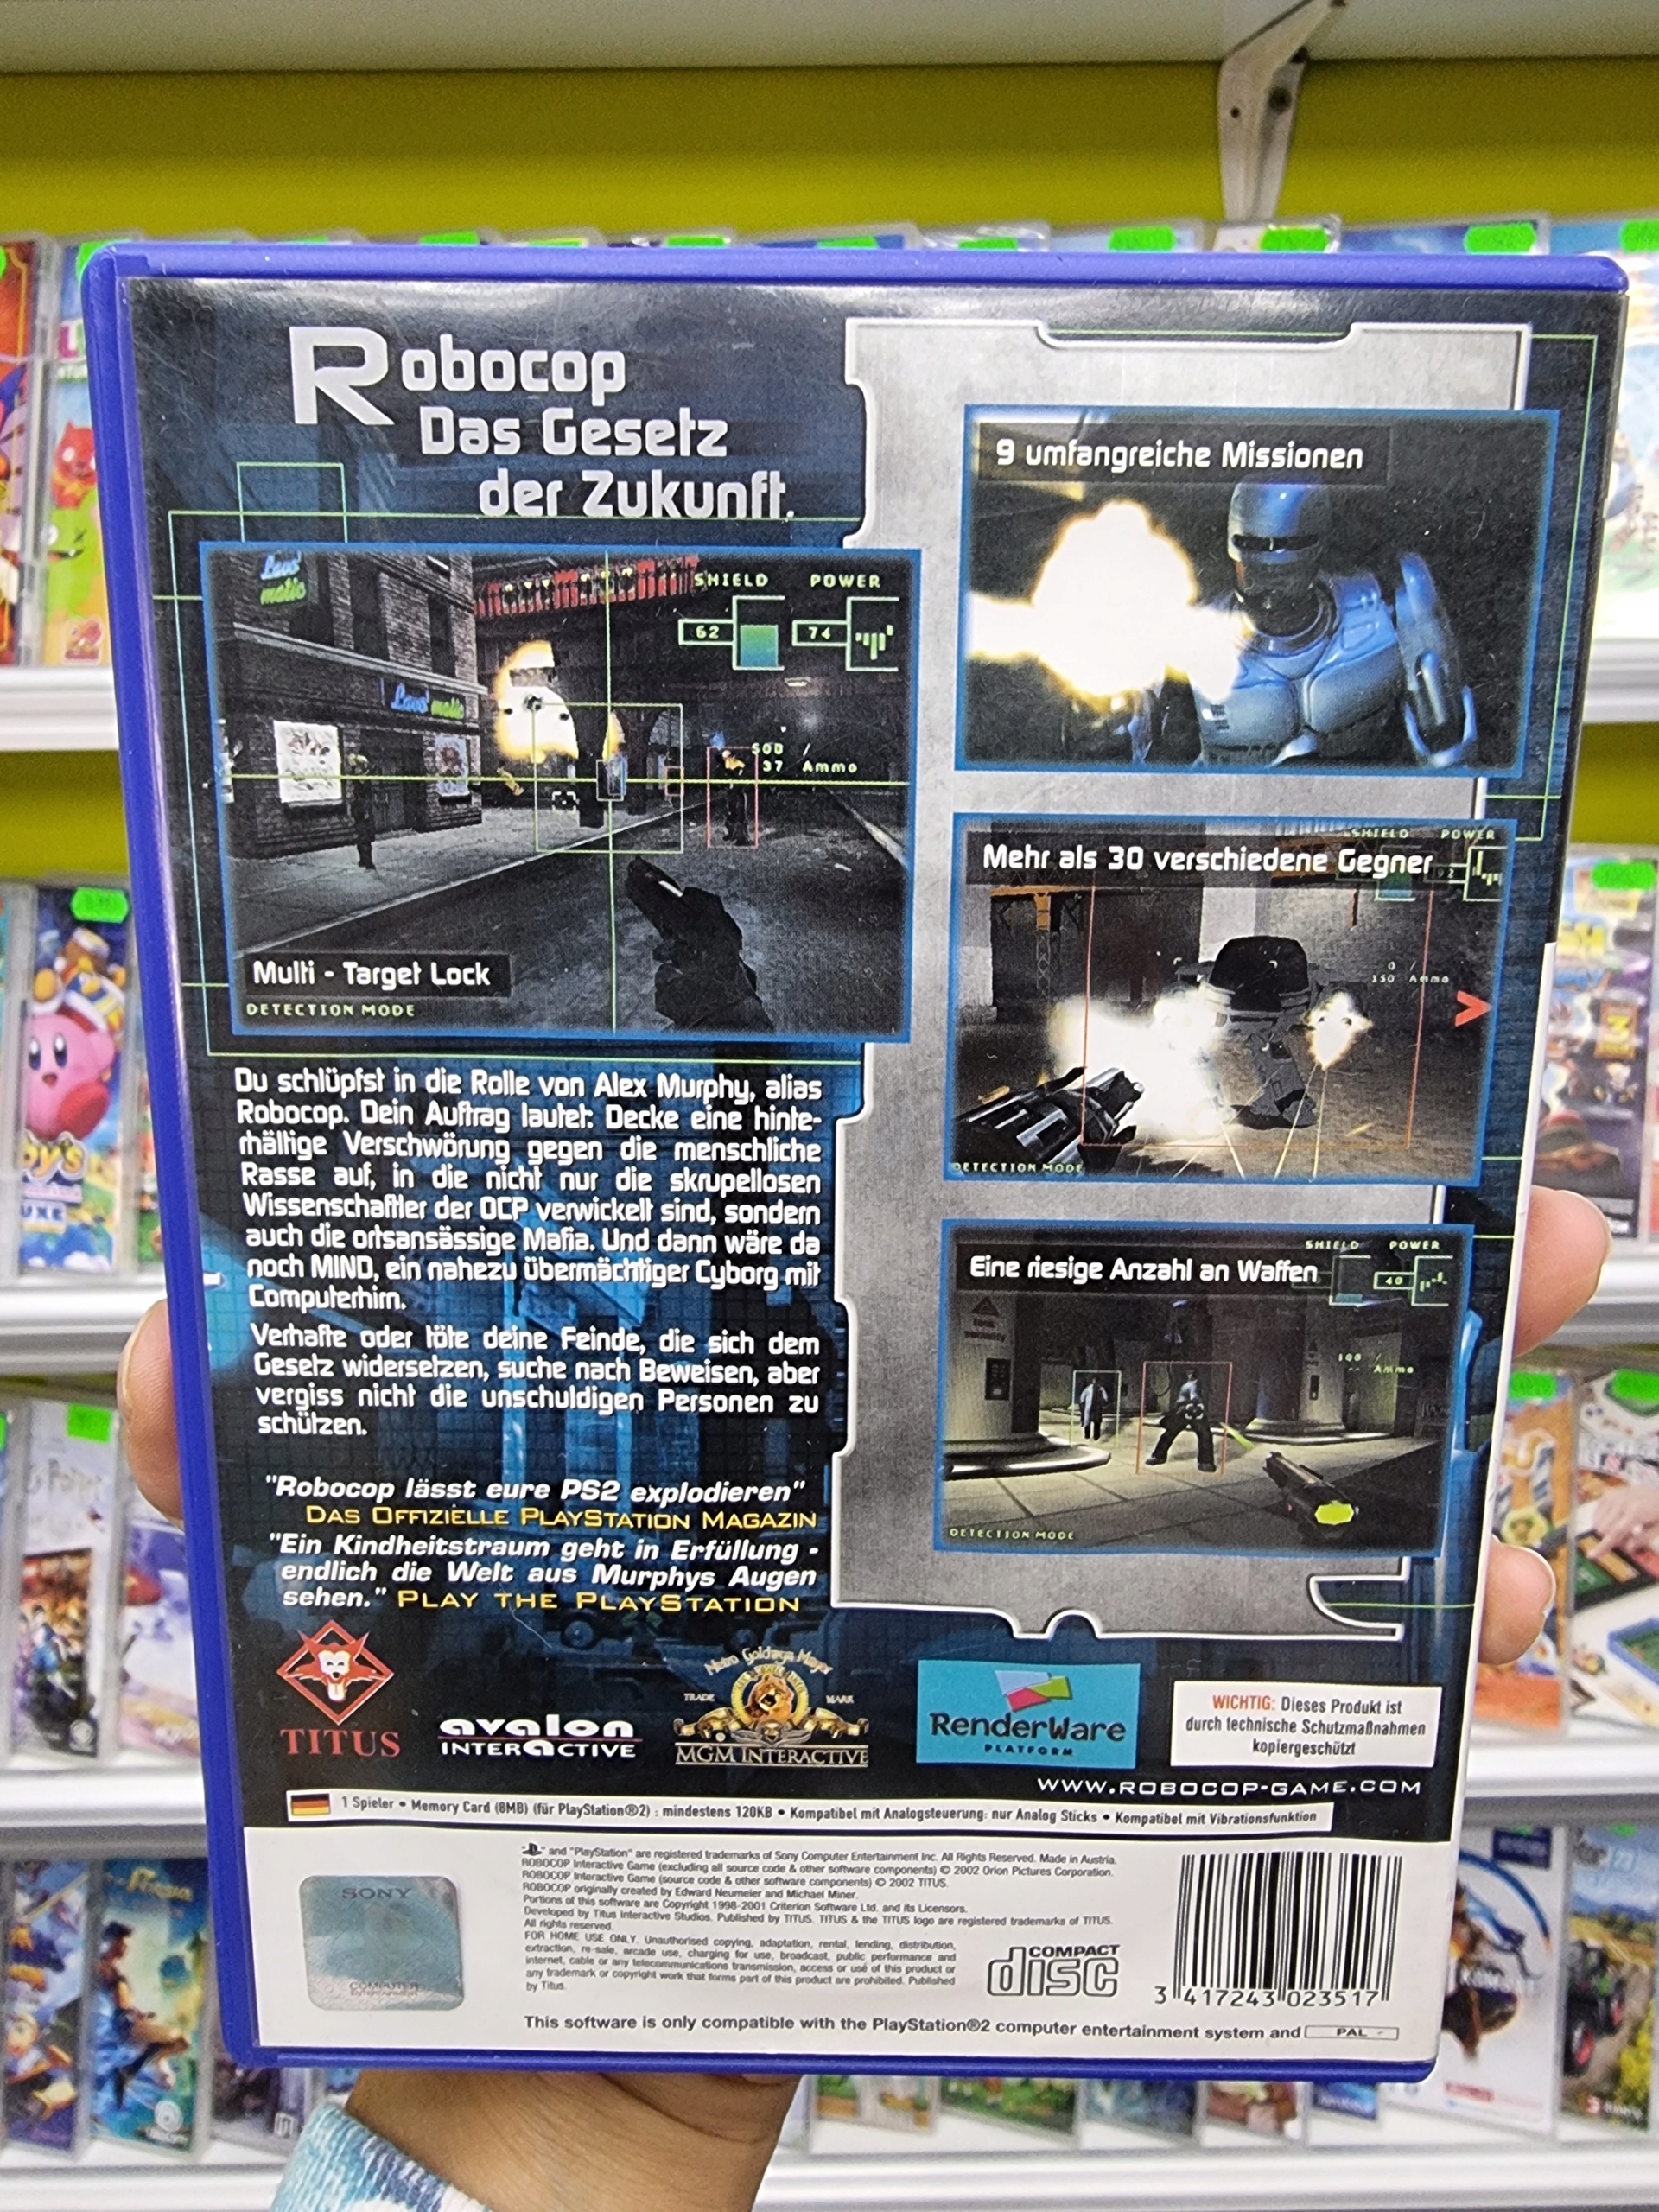 Robocop
Das Gesetz
der Zukunft.
9 umfangreiche Missionen
Lavo'
matic
Lavo'matic
SHIELD POWER
62 74
500 /
37 Ammo
Multi - Target Lock
DETECTION MODE
SHIELD POWER
Mehr als 30 verschiedene Gegner
0 /
150 Ammo
>
DETECTION MODE
SHIELD POWER
Eine riesige Anzahl an Waffen
40
100 /
Ammo
DETECTION MODE
Du schlüpfst in die Rolle von Alex Murphy, alias
Robocop. Dein Auftrag lautet: Decke eine hinte-
rhältige Verschwörung gegen die menschliche
Rasse auf, in die nicht nur die skrupellosen
Wissenschaftler der OCP verwickelt sind, sondern
auch die ortsansässige Mafia. Und dann wäre da
noch MIND, ein nahezu übermächtiger Cyborg mit
Computerhirn.
Verhafte oder töte deine Feinde, die sich dem
Gesetz widersetzen, suche nach Beweisen, aber
vergiss nicht die unschuldigen Personen zu
schützen.
"Robocop lässt eure PS2 explodieren"
DAS OFFIZIELLE PLAYSTATION MAGAZIN
"Ein Kindheitstraum geht in Erfüllung -
endlich die Welt aus Murphys Augen
sehen." PLAY THE PLAYSTATION
TITUS
avalon
INTERaCTIVE
Metro Goldwyn Mayer
TRADE MARK
MGM INTERACTIVE
RenderWare
PLATFORM
WICHTIG: Dieses Produkt ist
durch technische Schutzmaßnahmen
kopiergeschützt
WWW.ROBOCOP-GAME.COM
1 Spieler • Memory Card (8MB) (für PlayStation®2) : mindestens 120KB • Kompatibel mit Analogsteuerung: nur Analog Sticks • Kompatibel mit Vibrationsfunktion
" " and "PlayStation" are registered trademarks of Sony Computer Entertainment Inc. All Rights Reserved. Made in Austria.
ROBOCOP Interactive Game (excluding all source code & other software components) © 2002 Orion Pictures Corporation.
ROBOCOP Interactive Game (source code & other software components) © 2002 TITUS.
ROBOCOP originally created by Edward Neumeier and Michael Miner.
Portions of this software are Copyright 1998-2001 Criterion Software Ltd. and its Licensors.
Developed by Titus Interactive Studios. Published by TITUS. TITUS & the TITUS logo are registered trademarks of TITUS.
All rights reserved.
FOR HOME USE ONLY. Unauthorised copying, adaptation, rental, lending, distribution,
extraction, re-sale, arcade use, charging for use, broadcast, public performance and
internet, cable or any telecommunications transmission, access or use of this product or
any trademark or copyright work that forms part of this product are prohibited. Published
by Titus.
SONY
COMPUTER
ENTERTAINMENT
COMPACT
disc
3 417243 023517
This software is only compatible with the PlayStation®2 computer entertainment system and PAL